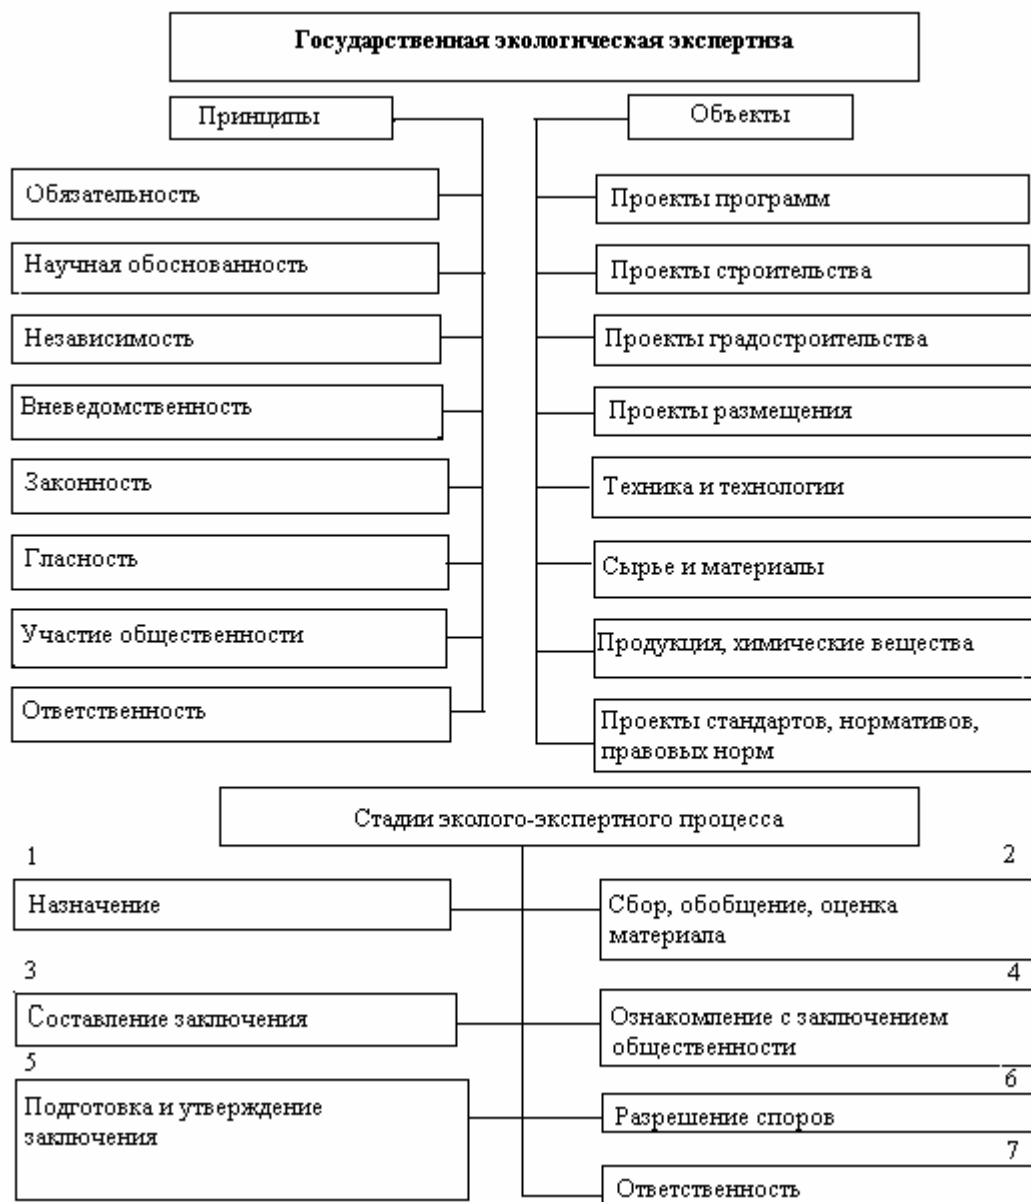 Государственная экологическая экспертиза
Принципы
Объекты
Обязательность
Научная обоснованность
Независимость
Вневедомственность
Законность
Гласность
Участие общественности
Ответственность
Проекты программ
Проекты строительства
Проекты градостроительства
Проекты размещения
Техника и технологии
Сырье и материалы
Продукция, химические вещества
Проекты стандартов, нормативов,
правовых норм
Стадии эколого-экспертного процесса
1
Назначение
2
Сбор, обобщение, оценка
материала
3
Составление заключения
4
Ознакомление с заключением
общественности
5
Подготовка и утверждение
заключения
6
Разрешение споров
7
Ответственность